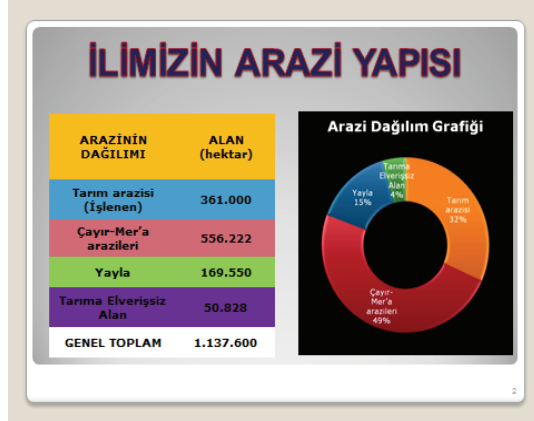 İLİMİZİN ARAZİ YAPISI
ARAZİNİN
DAĞILIMI
ALAN
(hektar)
Tarım arazisi
(İşlenen)
361.000
Çayır-Mer’a
arazileri
556.222
Yayla
169.550
Tarıma Elverişsiz
Alan
50.828
GENEL TOPLAM
1.137.600
Arazi Dağılım Grafiği
Tarıma
Elverişsiz
Alan
4%
Yayla
15%
Tarım
arazisi
32%
Çayır-
Mer'a
arazileri
49%
2